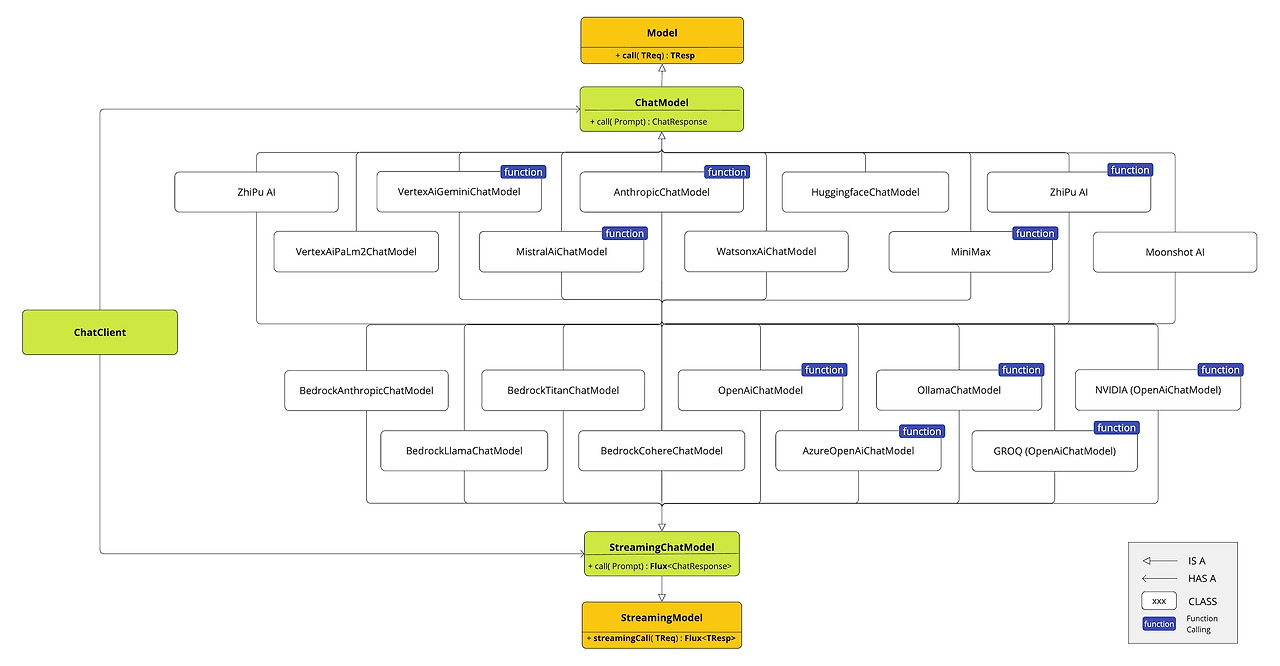 Model
+ call( TReq) : TResp
ChatModel
+ call( Prompt) : ChatResponse
function
function
function
ZhiPu AI
VertexAiGeminiChatModel
AnthropicChatModel
HuggingfaceChatModel
ZhiPu AI
function
function
VertexAiPaLm2ChatModel
MistralAiChatModel
WatsonxAiChatModel
MiniMax
Moonshot AI
ChatClient
function
function
function
BedrockAnthropicChatModel
BedrockTitanChatModel
OpenAiChatModel
OllamaChatModel
NVIDIA (OpenAiChatModel)
function
function
BedrockLlamaChatModel
BedrockCohereChatModel
AzureOpenAiChatModel
GROQ (OpenAiChatModel)
StreamingChatModel
+ call( Prompt) : Flux<ChatResponse>
StreamingModel
+ streamingCall( TReq) : Flux<TResp>
IS A
HAS A
xxx CLASS
function Function
Calling